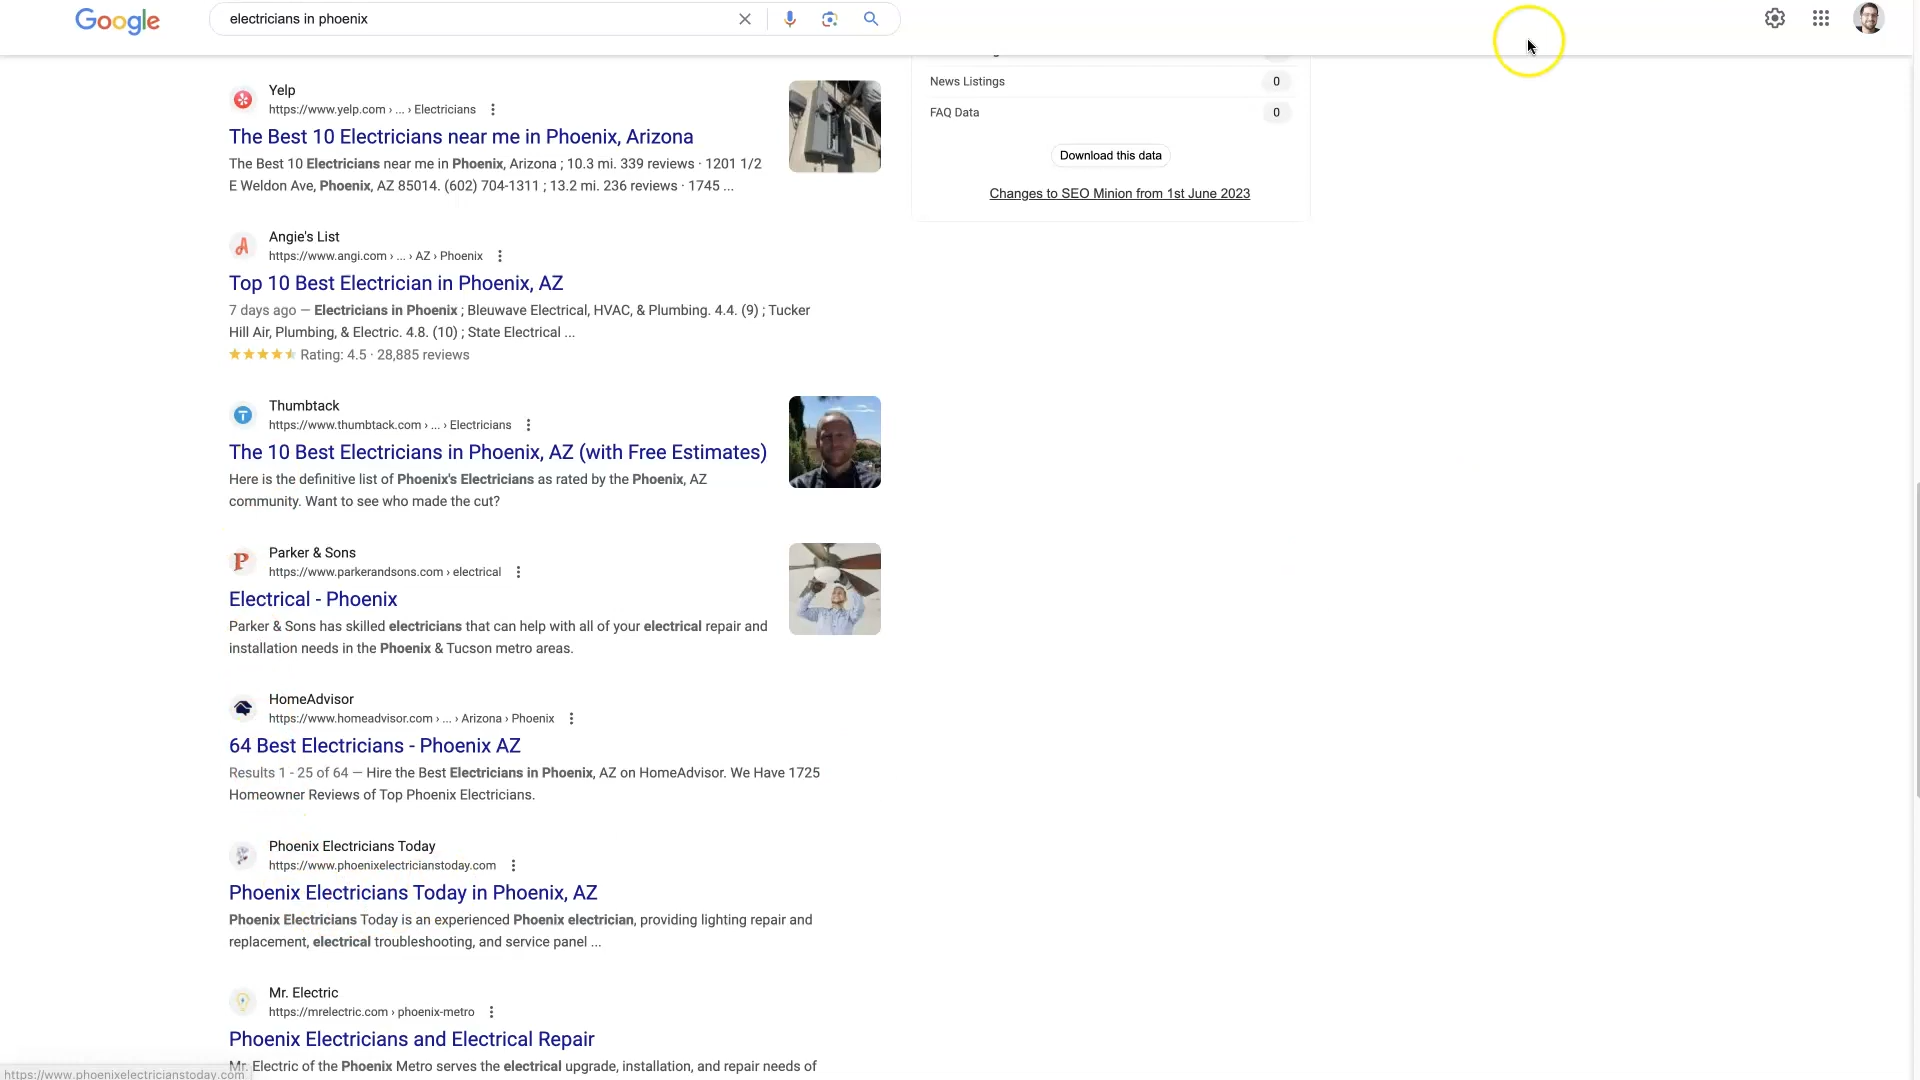 Google
electricians in phoenix
Yelp
https://www.yelp.com › ... › Electricians
The Best 10 Electricians near me in Phoenix, Arizona
The Best 10 Electricians near me in Phoenix, Arizona ; 10.3 mi. 339 reviews · 1201 1/2
E Weldon Ave, Phoenix, AZ 85014. (602) 704-1311 ; 13.2 mi. 236 reviews · 1745 ...
News Listings 0
FAQ Data 0
Download this data
Changes to SEO Minion from 1st June 2023
Angie's List
https://www.angi.com › ... › AZ › Phoenix
Top 10 Best Electrician in Phoenix, AZ
7 days ago — Electricians in Phoenix ; Bleuwave Electrical, HVAC, & Plumbing. 4.4. (9) ; Tucker
Hill Air, Plumbing, & Electric. 4.8. (10) ; State Electrical ...
Rating: 4.5 · 28,885 reviews
Thumbtack
https://www.thumbtack.com › ... › Electricians
The 10 Best Electricians in Phoenix, AZ (with Free Estimates)
Here is the definitive list of Phoenix's Electricians as rated by the Phoenix, AZ
community. Want to see who made the cut?
P
Parker & Sons
https://www.parkerandsons.com › electrical
Electrical - Phoenix
Parker & Sons has skilled electricians that can help with all of your electrical repair and
installation needs in the Phoenix & Tucson metro areas.
HomeAdvisor
https://www.homeadvisor.com › ... › Arizona › Phoenix
64 Best Electricians - Phoenix AZ
Results 1 - 25 of 64 — Hire the Best Electricians in Phoenix, AZ on HomeAdvisor. We Have 1725
Homeowner Reviews of Top Phoenix Electricians.
Phoenix Electricians Today
https://www.phoenixelectricianstoday.com
Phoenix Electricians Today in Phoenix, AZ
Phoenix Electricians Today is an experienced Phoenix electrician, providing lighting repair and
replacement, electrical troubleshooting, and service panel ...
Mr. Electric
https://mrelectric.com › phoenix-metro
Phoenix Electricians and Electrical Repair
Mr. Electric of the Phoenix Metro serves the electrical upgrade, installation, and repair needs of
https://www.phoenixelectricianstoday.com